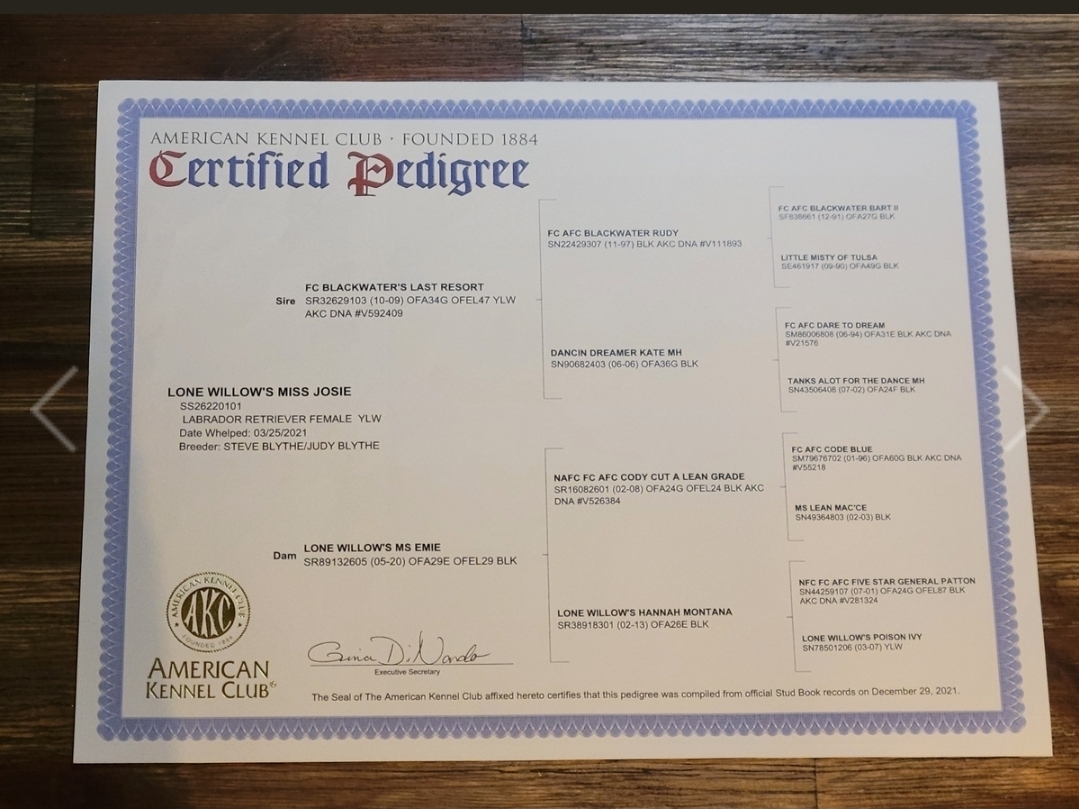 AMERICAN KENNEL CLUB · FOUNDED 1884
Certified Pedigree
FC AFC BLACKWATER BART II
SF838661 (12-91) OFA27G BLK
FC AFC BLACKWATER RUDY
SN22429307 (11-97) BLK AKC DNA #V111893
LITTLE MISTY OF TULSA
SE461917 (09-90) OFA49G BLK
FC BLACKWATER'S LAST RESORT
Sire SR32629103 (10-09) OFA34G OFEL47 YLW
AKC DNA #V592409
FC AFC DARE TO DREAM
SM86006808 (06-94) OFA31E BLK AKC DNA
#V21576
DANCIN DREAMER KATE MH
SN90682403 (06-06) OFA36G BLK
TANKS ALOT FOR THE DANCE MH
SN43506408 (07-02) OFA24F BLK
LONE WILLOW'S MISS JOSIE
SS26220101
LABRADOR RETRIEVER FEMALE YLW
Date Whelped: 03/25/2021
Breeder: STEVE BLYTHE/JUDY BLYTHE
FC AFC CODE BLUE
SM79676702 (01-96) OFA60G BLK AKC DNA
#V55218
NAFC FC AFC CODY CUT A LEAN GRADE
SR16082601 (02-08) OFA24G OFEL24 BLK AKC
DNA #V526384
MS LEAN MAC'CE
SN49364803 (02-03) BLK
LONE WILLOW'S MS EMIE
Dam SR89132605 (05-20) OFA29E OFEL29 BLK
NFC FC AFC FIVE STAR GENERAL PATTON
SN44259107 (07-01) OFA24G OFEL87 BLK
AKC DNA #V281324
LONE WILLOW'S HANNAH MONTANA
SR38918301 (02-13) OFA26E BLK
LONE WILLOW'S POISON IVY
SN78501206 (03-07) YLW
AMERICAN KENNEL CLUB
AKC
FOUNDED 1884
AMERICAN
KENNEL CLUB®
Gina DiNardo
Executive Secretary
The Seal of The American Kennel Club affixed hereto certifies that this pedigree was compiled from official Stud Book records on December 29, 2021.